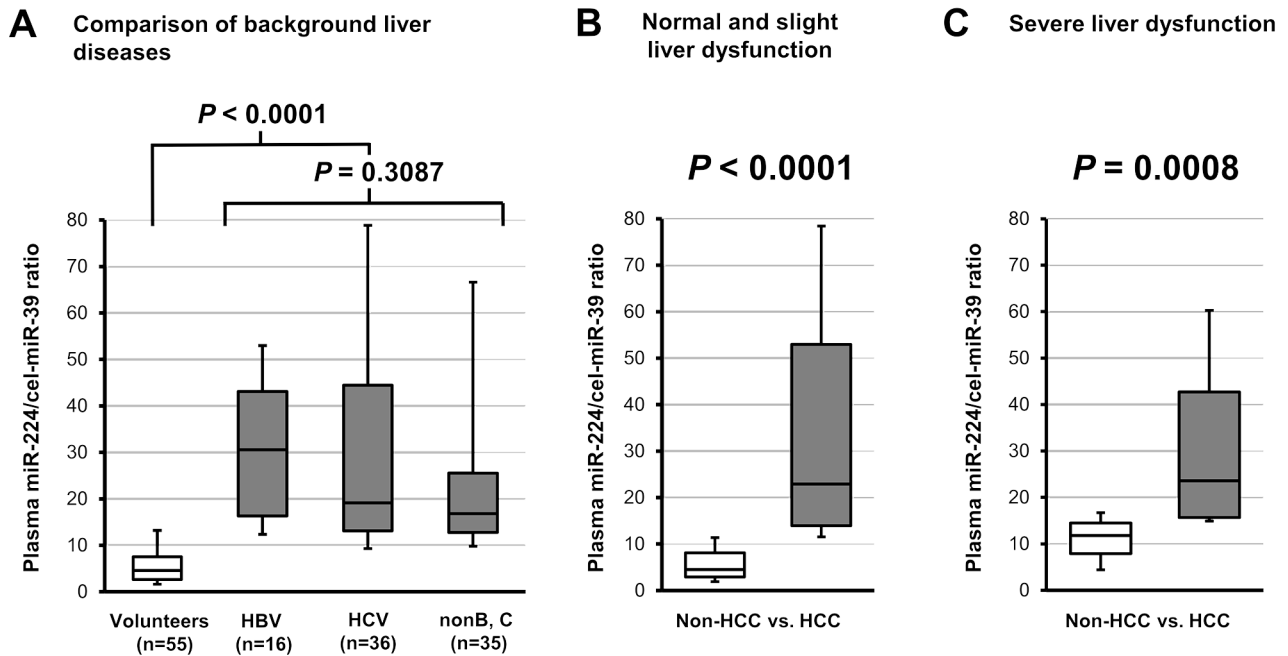 A
Comparison of background liver
diseases
P < 0.0001
P = 0.3087
Plasma miR-224/cel-miR-39 ratio
80
70
60
50
40
30
20
10
0
Volunteers
(n=55)
HBV
(n=16)
HCV
(n=36)
nonB, C
(n=35)
B
Normal and slight
liver dysfunction
P < 0.0001
Plasma miR-224/cel-miR-39 ratio
80
70
60
50
40
30
20
10
0
Non-HCC vs. HCC
C
Severe liver dysfunction
P = 0.0008
Plasma miR-224/cel-miR-39 ratio
80
70
60
50
40
30
20
10
0
Non-HCC vs. HCC